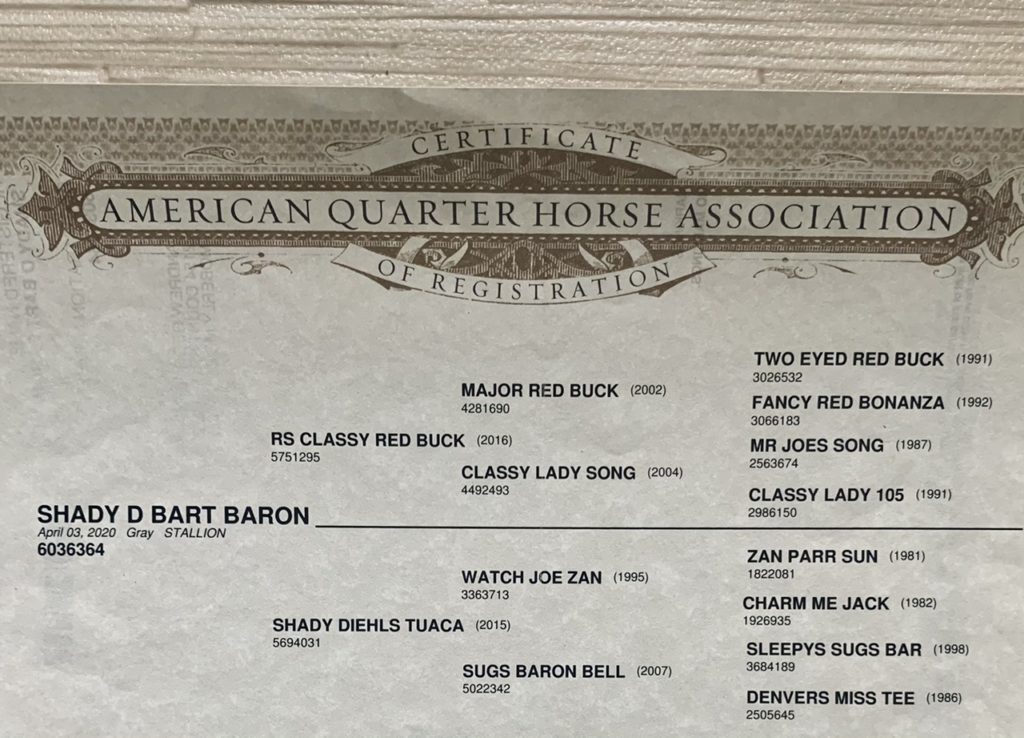 CERTIFICATE
AMERICAN QUARTER HORSE ASSOCIATION
OF REGISTRATION
TWO EYED RED BUCK (1991)
3026532
MAJOR RED BUCK (2002)
4281690
FANCY RED BONANZA (1992)
3066183
RS CLASSY RED BUCK (2016)
5751295
MR JOES SONG (1987)
2563674
CLASSY LADY SONG (2004)
4492493
CLASSY LADY 105 (1991)
2986150
SHADY D BART BARON
April 03, 2020 Gray STALLION
6036364
ZAN PARR SUN (1981)
1822081
WATCH JOE ZAN (1995)
3363713
CHARM ME JACK (1982)
1926935
SHADY DIEHLS TUACA (2015)
5694031
SLEEPYS SUGS BAR (1998)
3684189
SUGS BARON BELL (2007)
5022342
DENVERS MISS TEE (1986)
2505645